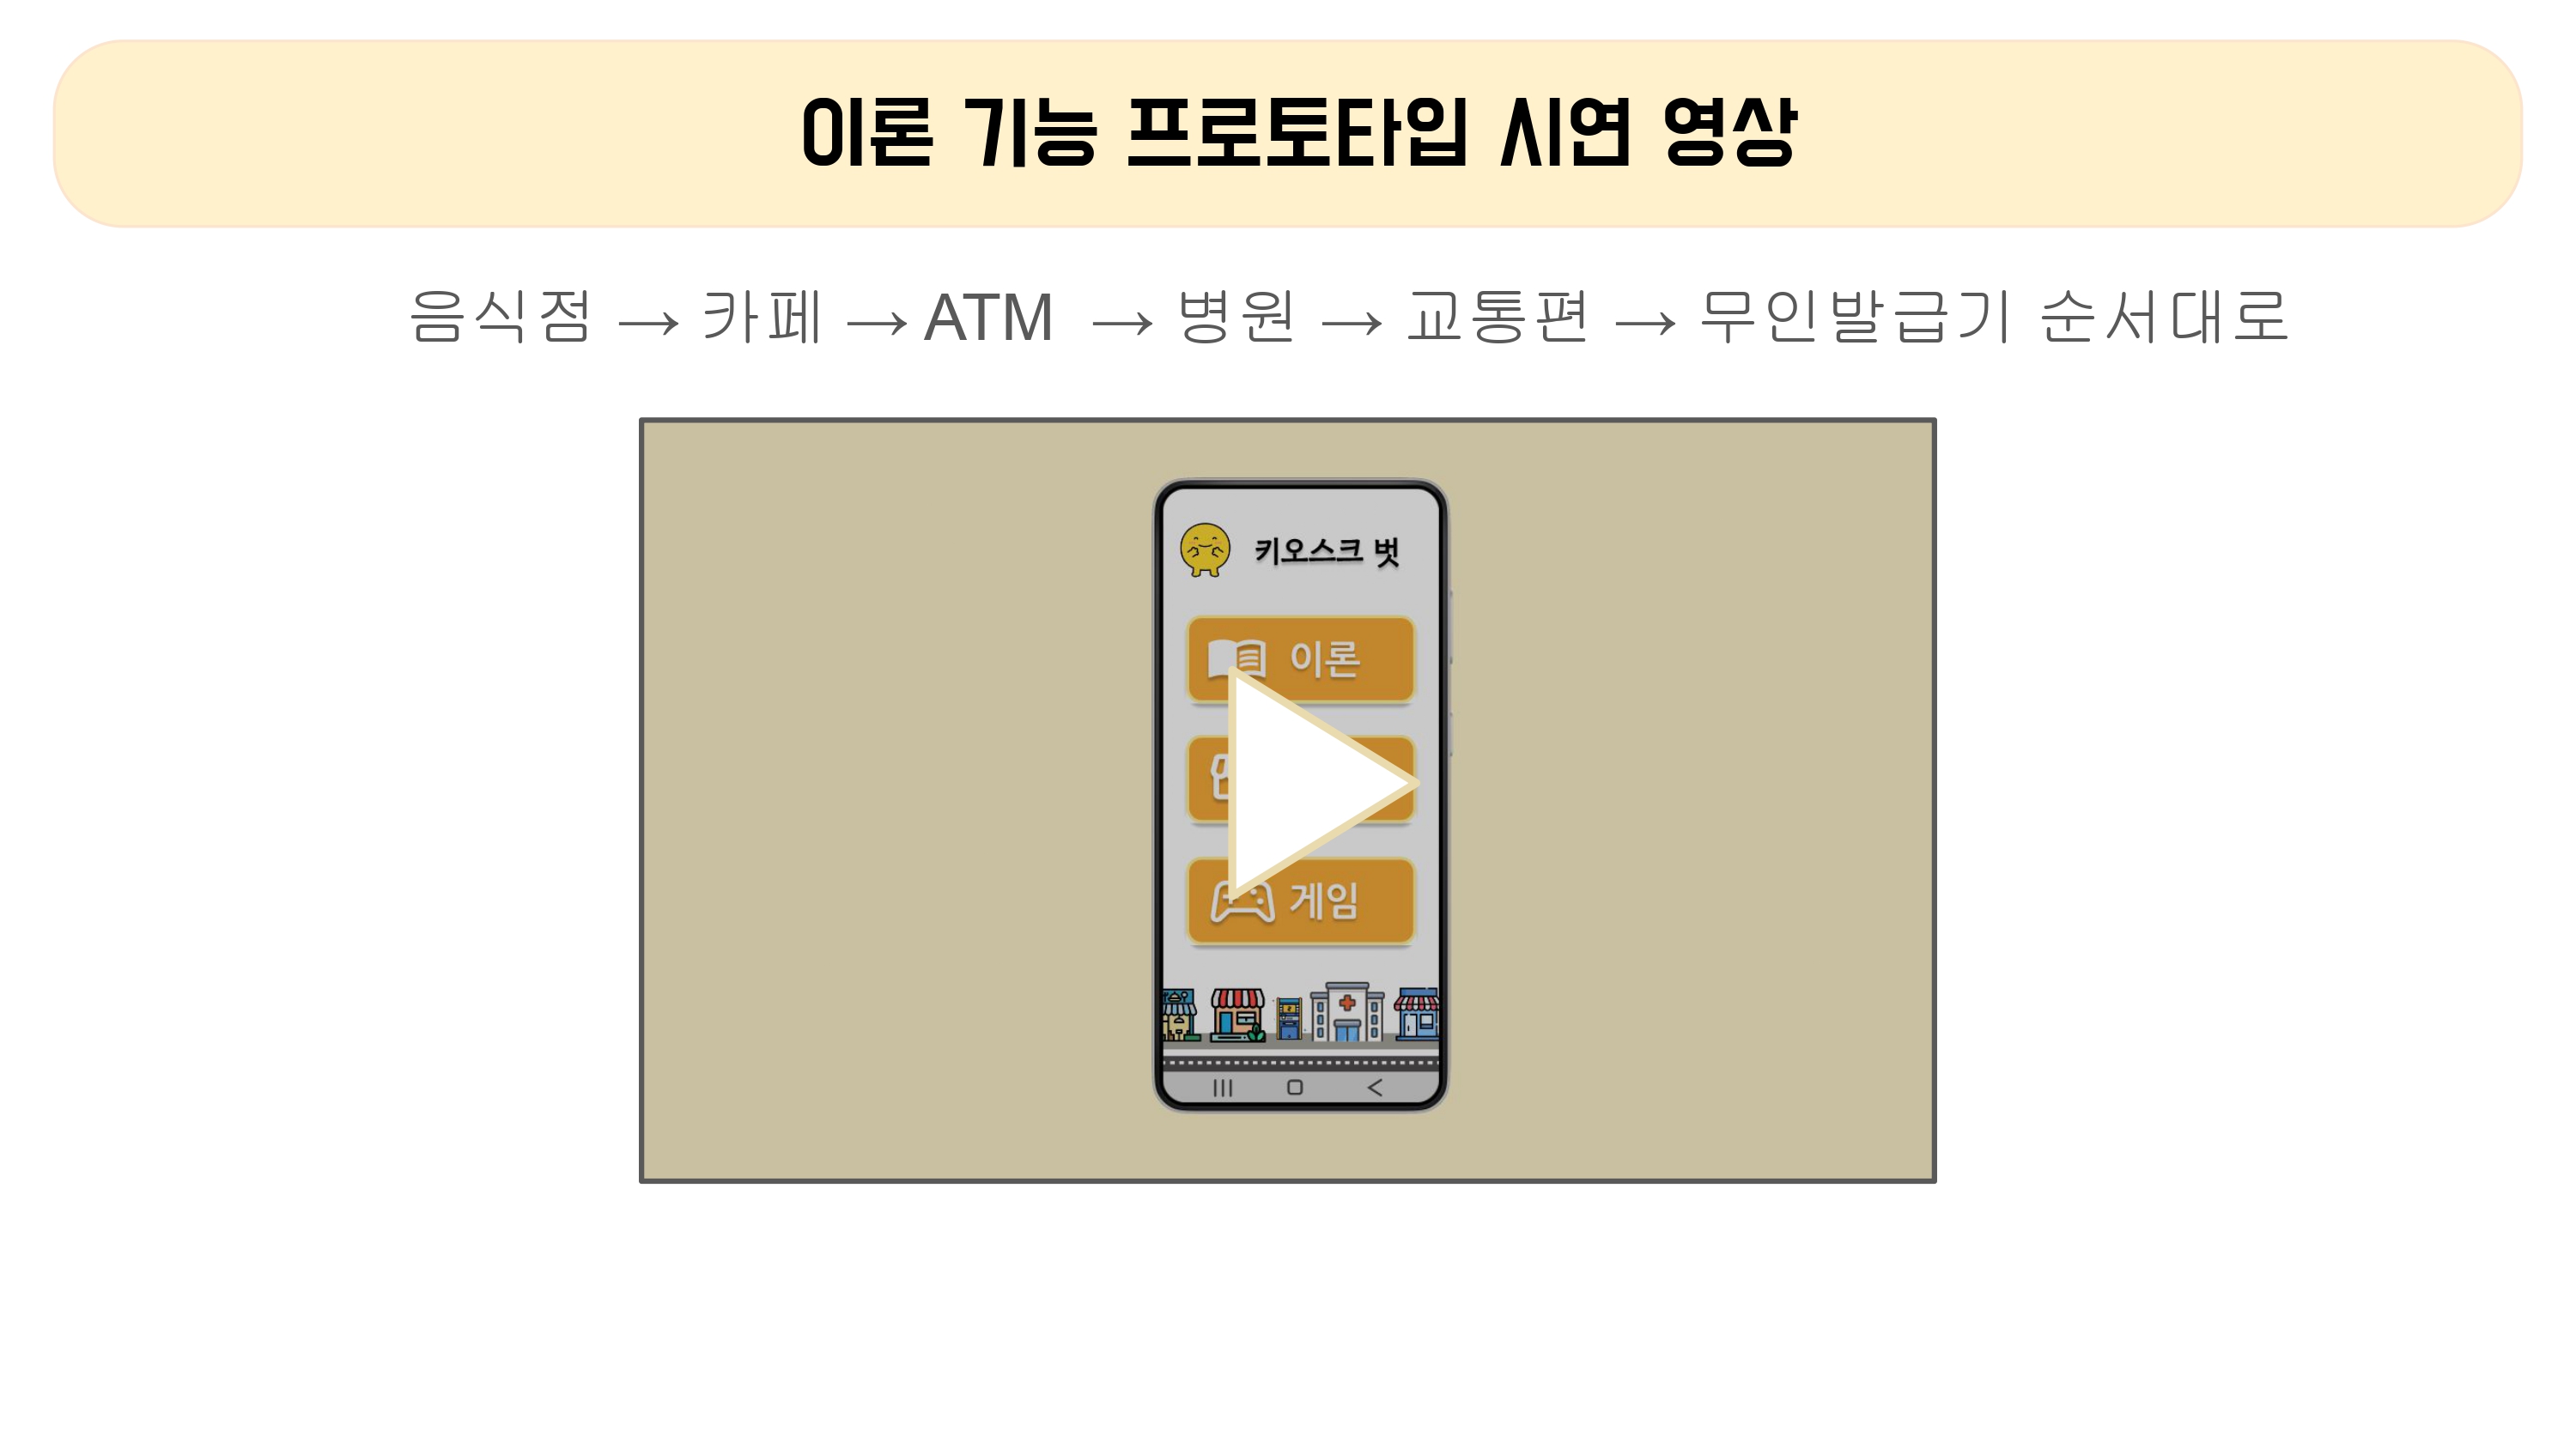 이론 기능 프로토타입 시연 영상
음식점 → 카페 → ATM → 병원 → 교통편 → 무인발급기 순서대로
키오스크 벗
이론
게임